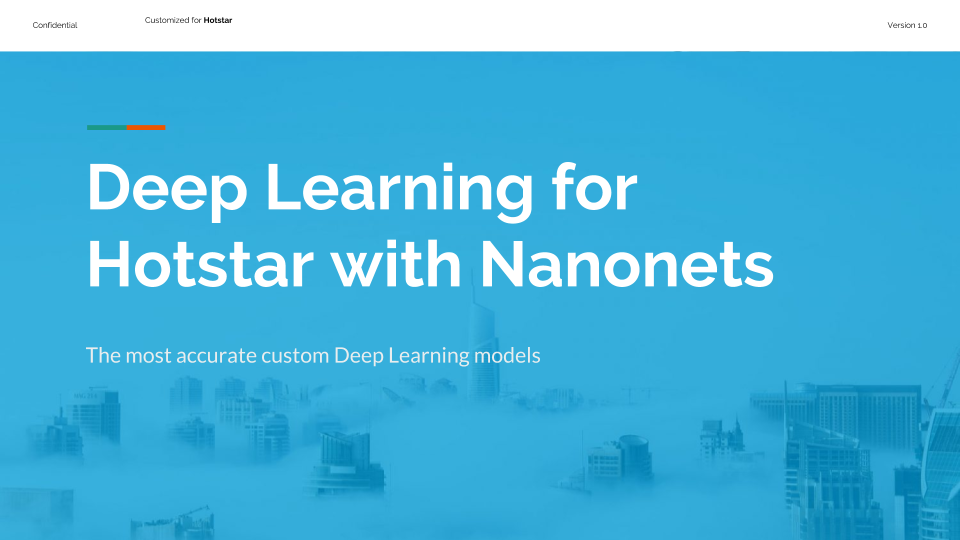 Confidential
Customized for Hotstar
Version 1.0
Deep Learning for
Hotstar with Nanonets
The most accurate custom Deep Learning models